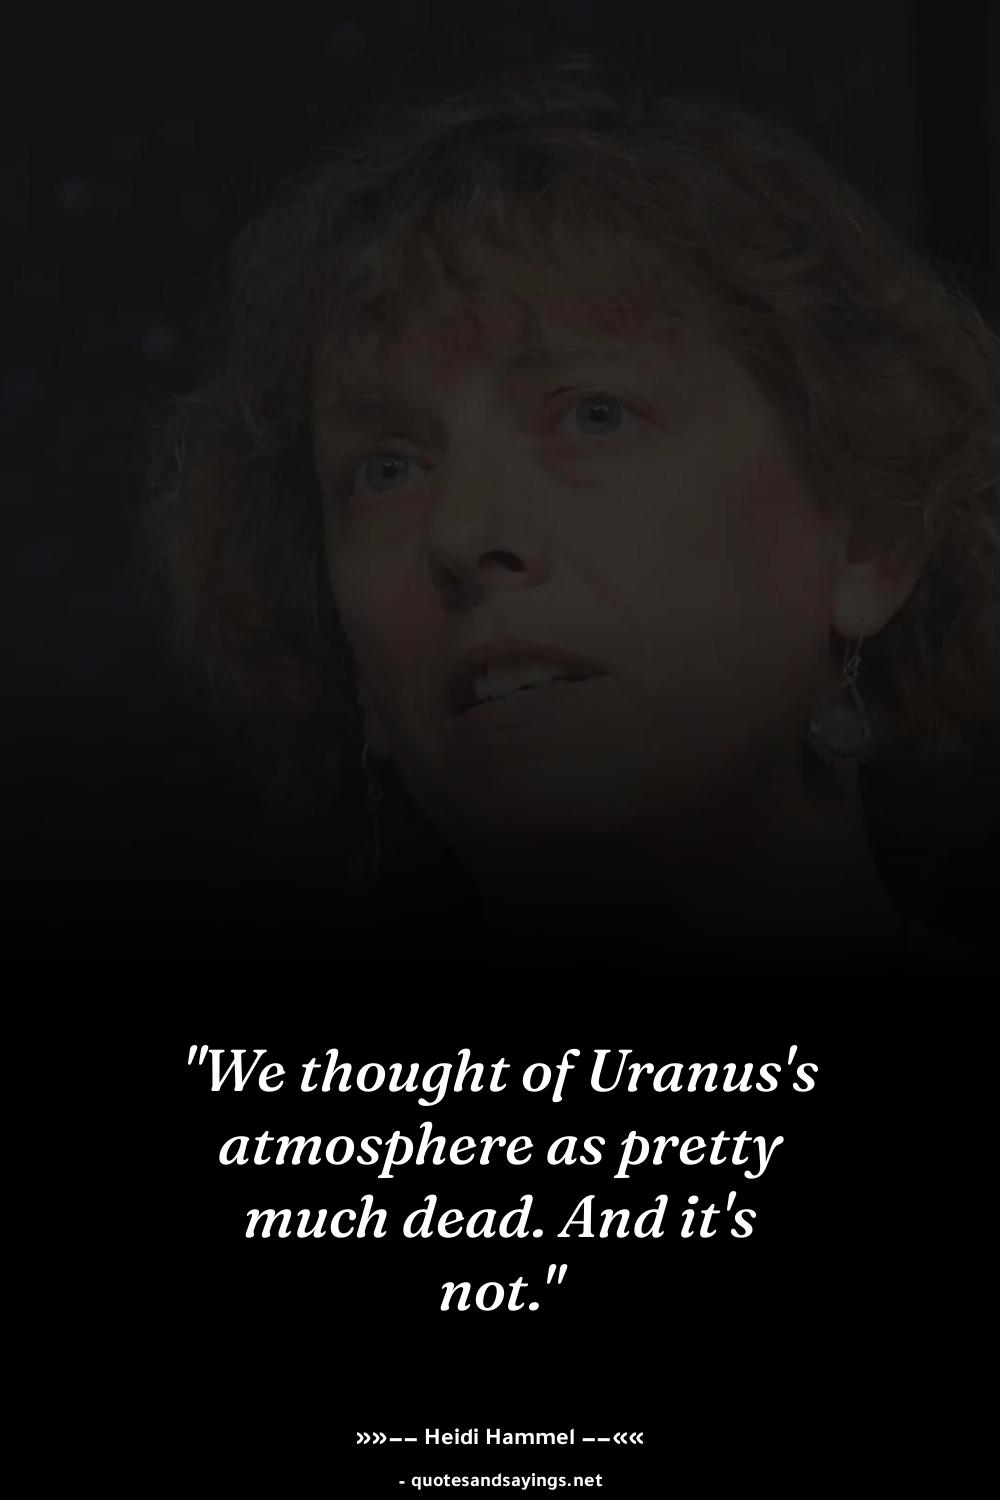 "We thought of Uranus's
atmosphere as pretty
much dead. And it's
not."
»»−− Heidi Hammel −−««
- quotesandsayings.net